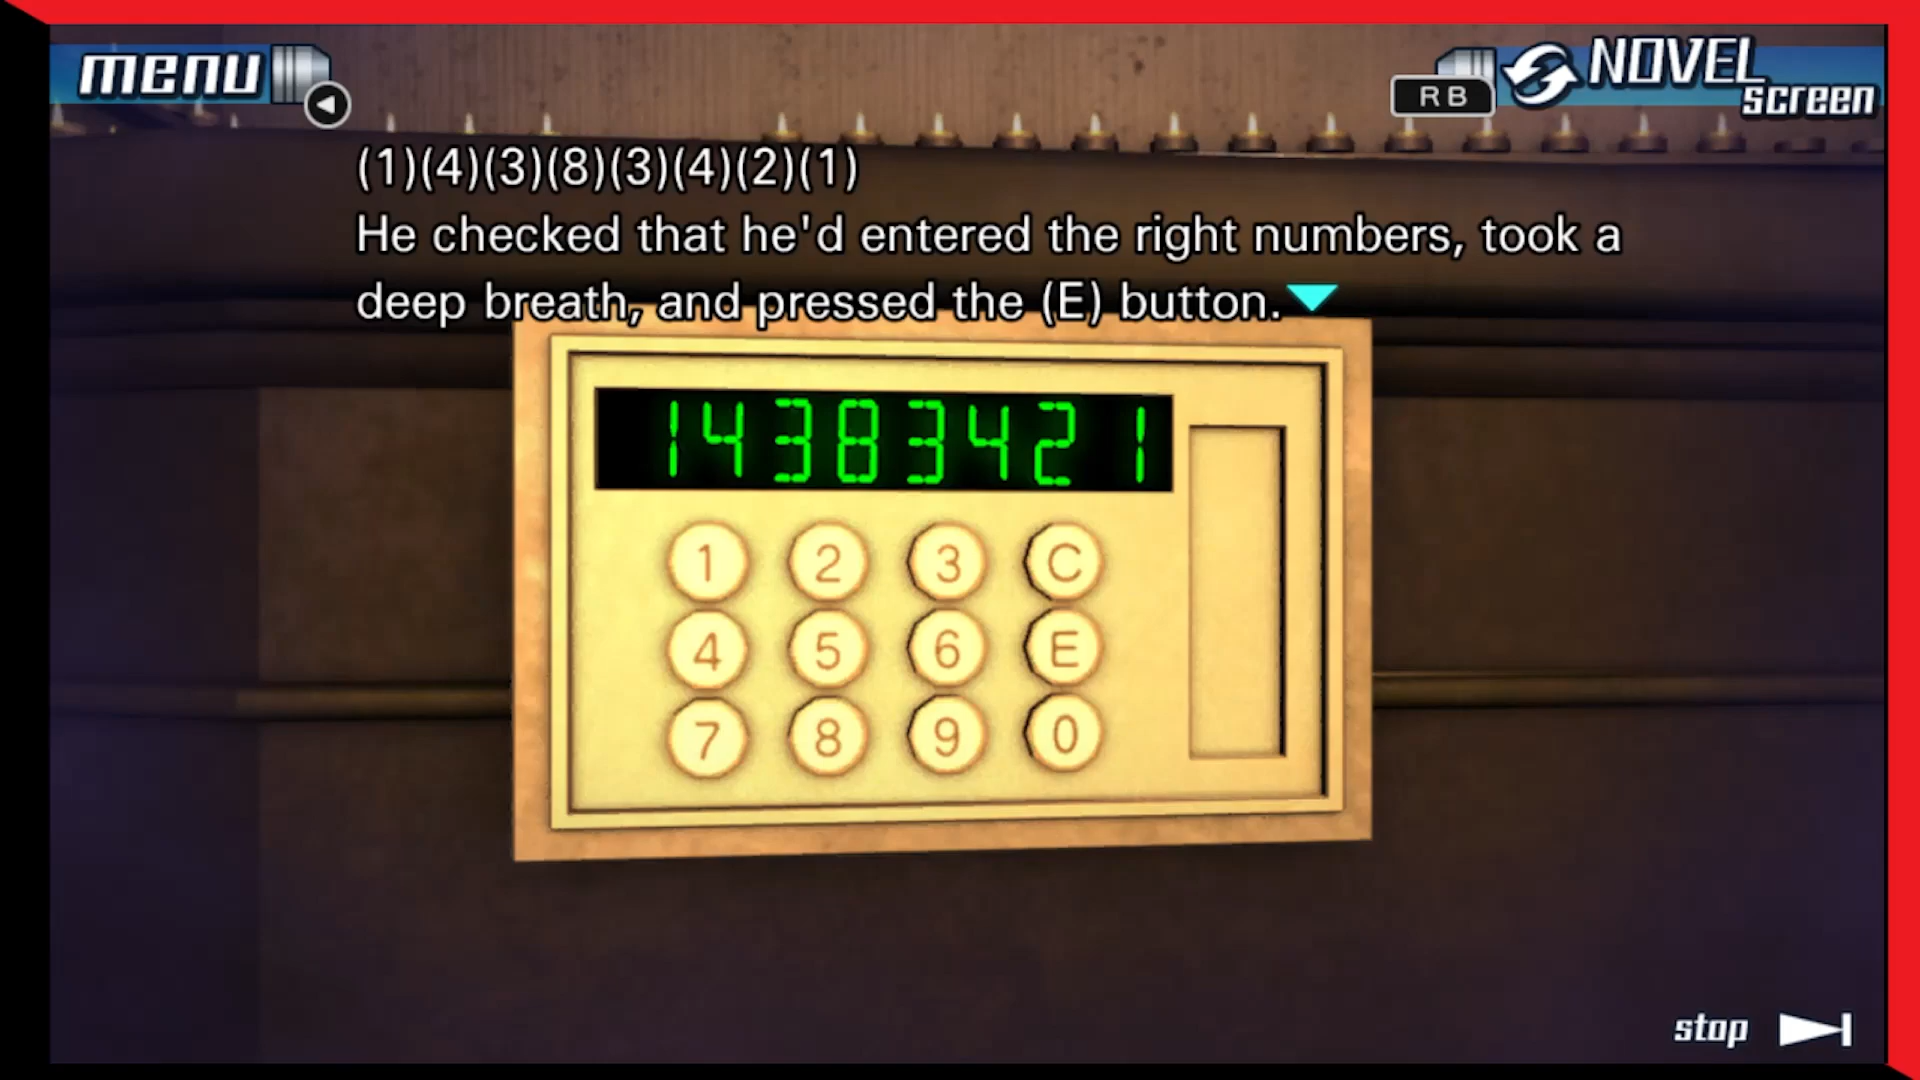 menu
RB
NOVEL
screen
(1)(4)(3)(8)(3)(4)(2)(1)
He checked that he'd entered the right numbers, took a
deep breath, and pressed the (E) button.
14383421
1 2 3 C
4 5 6 E
7 8 9 0
stop